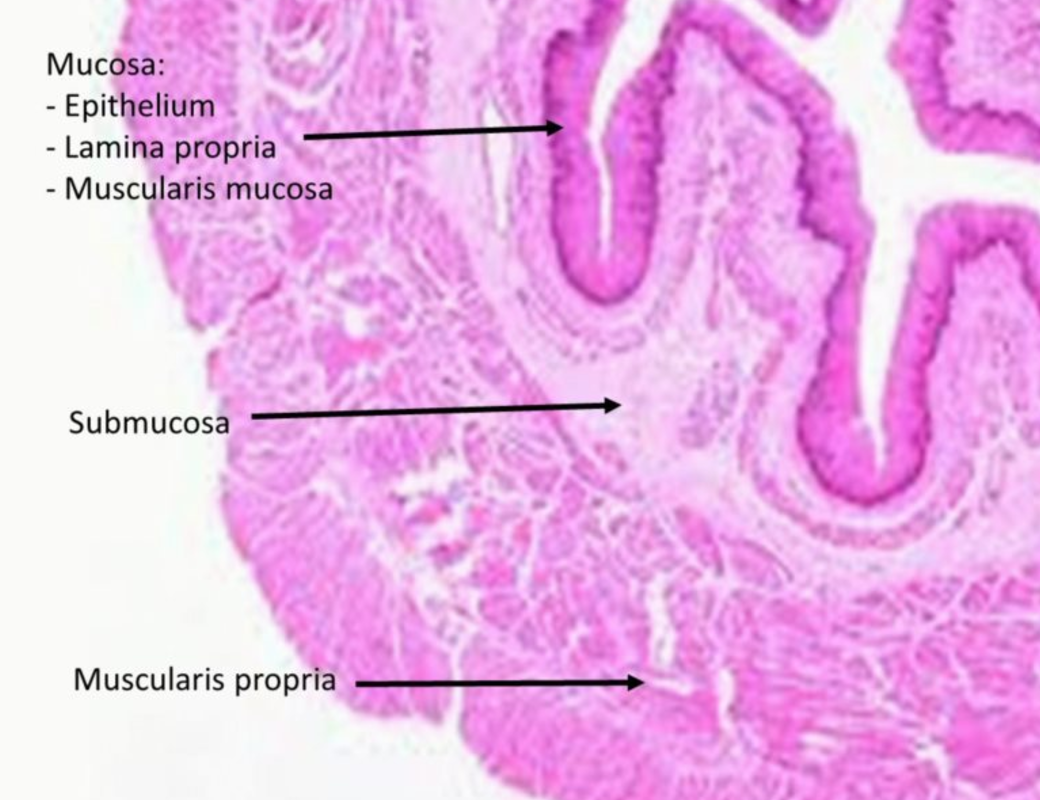 Mucosa:
- Epithelium
- Lamina propria
- Muscularis mucosa
Submucosa
Muscularis propria